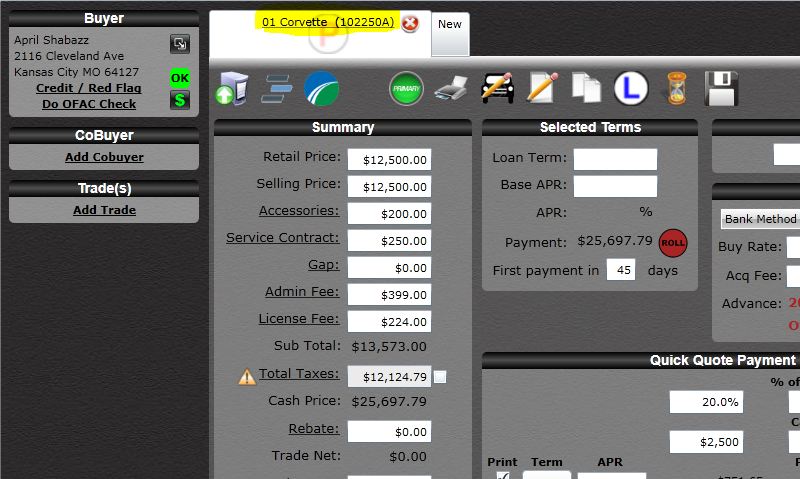 Buyer
April Shabazz
2116 Cleveland Ave
Kansas City MO 64127
OK
Credit / Red Flag
$
Do OFAC Check
CoBuyer
Add Cobuyer
Trade(s)
Add Trade
01 Corvette (102250A)
New
P
PRIMARY
L
Summary
Retail Price: $12,500.00
Selling Price: $12,500.00
Accessories: $200.00
Service Contract: $250.00
Gap: $0.00
Admin Fee: $399.00
License Fee: $224.00
Sub Total: $13,573.00
Total Taxes: $12,124.79
Cash Price: $25,697.79
Rebate: $0.00
Trade Net: $0.00
Selected Terms
Loan Term:
Base APR:
APR: %
Payment: $25,697.79 ROLL
First payment in 45 days
Bank Method
Buy Rate:
Acq Fee:
Advance:
Quick Quote Payment
% of
20.0%
$2,500
Print Term APR